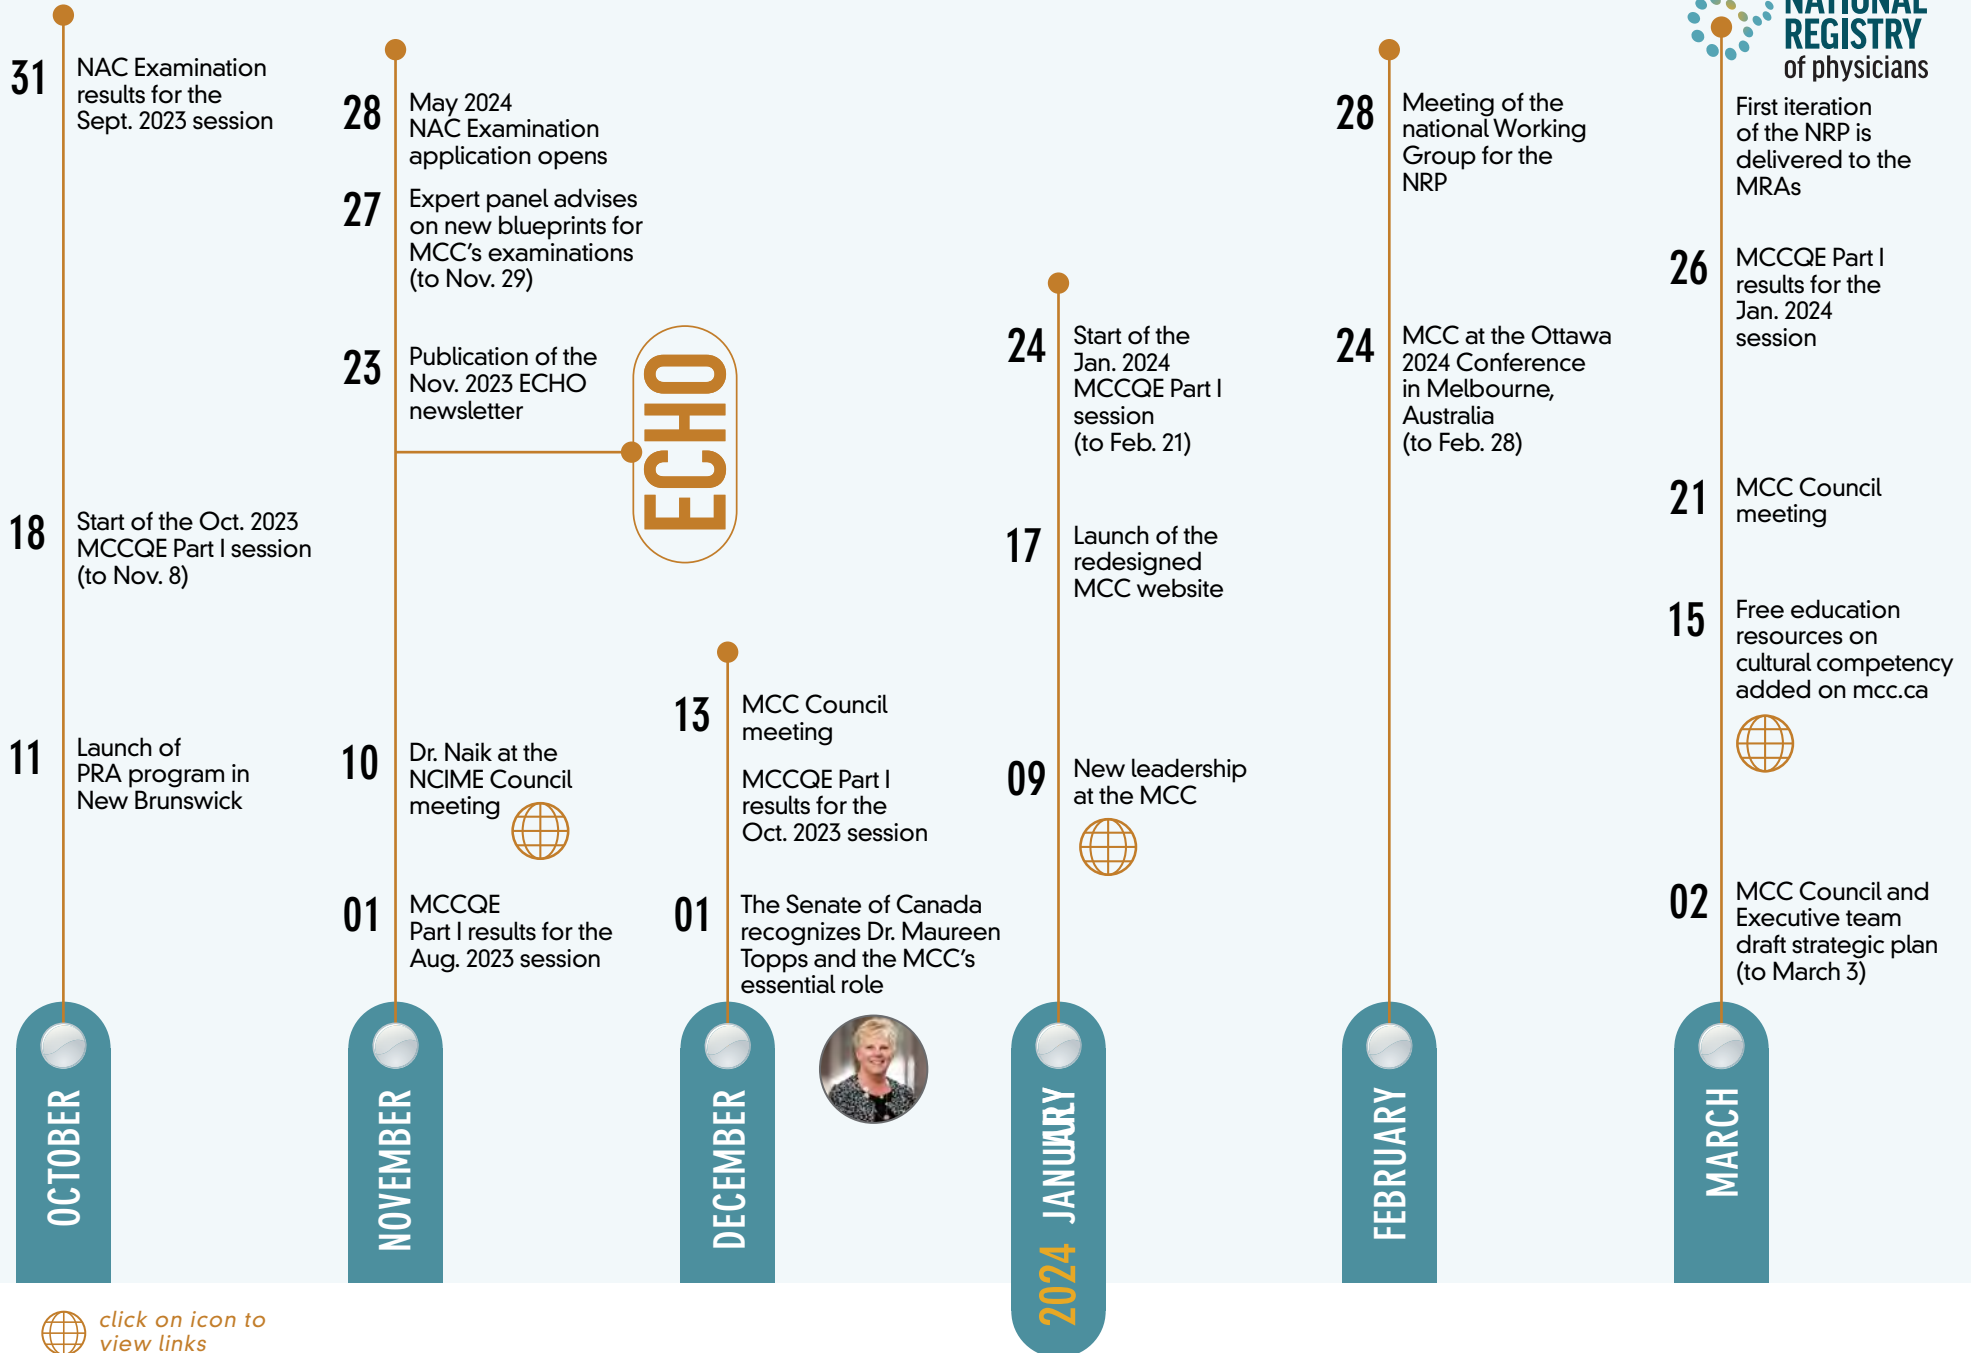 31
NAC Examination
results for the
Sept. 2023 session
18
Start of the Oct. 2023
MCCQE Part I session
(to Nov. 8)
11
Launch of
PRA program in
New Brunswick
OCTOBER
28
May 2024
NAC Examination
application opens
27
Expert panel advises
on new blueprints for
MCC's examinations
(to Nov. 29)
23
Publication of the
Nov. 2023 ECHO
newsletter
ECHO
10
Dr. Naik at the
NCIME Council
meeting
01
MCCQE
Part I results for the
Aug. 2023 session
NOVEMBER
13
MCC Council
meeting
MCCQE Part I
results for the
Oct. 2023 session
01
The Senate of Canada
recognizes Dr. Maureen
Topps and the MCC's
essential role
DECEMBER
24
Start of the
Jan. 2024
MCCQE Part I
session
(to Feb. 21)
17
Launch of the
redesigned
MCC website
09
New leadership
at the MCC
2024 JANUARY
28
Meeting of the
national Working
Group for the
NRP
24
MCC at the Ottawa
2024 Conference
in Melbourne,
Australia
(to Feb. 28)
FEBRUARY
NATIONAL
REGISTRY
of physicians
First iteration
of the NRP is
delivered to the
MRAs
26
MCCQE Part I
results for the
Jan. 2024
session
21
MCC Council
meeting
15
Free education
resources on
cultural competency
added on mcc.ca
02
MCC Council and
Executive team
draft strategic plan
(to March 3)
MARCH
click on icon to
view links